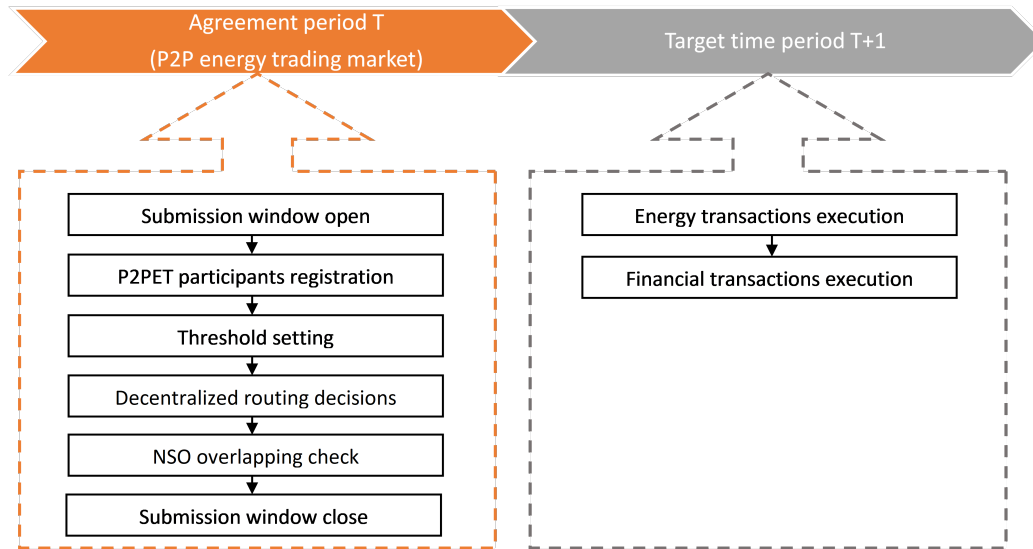 Agreement period T
(P2P energy trading market)
Target time period T+1
Submission window open
P2PET participants registration
Threshold setting
Decentralized routing decisions
NSO overlapping check
Submission window close
Energy transactions execution
Financial transactions execution